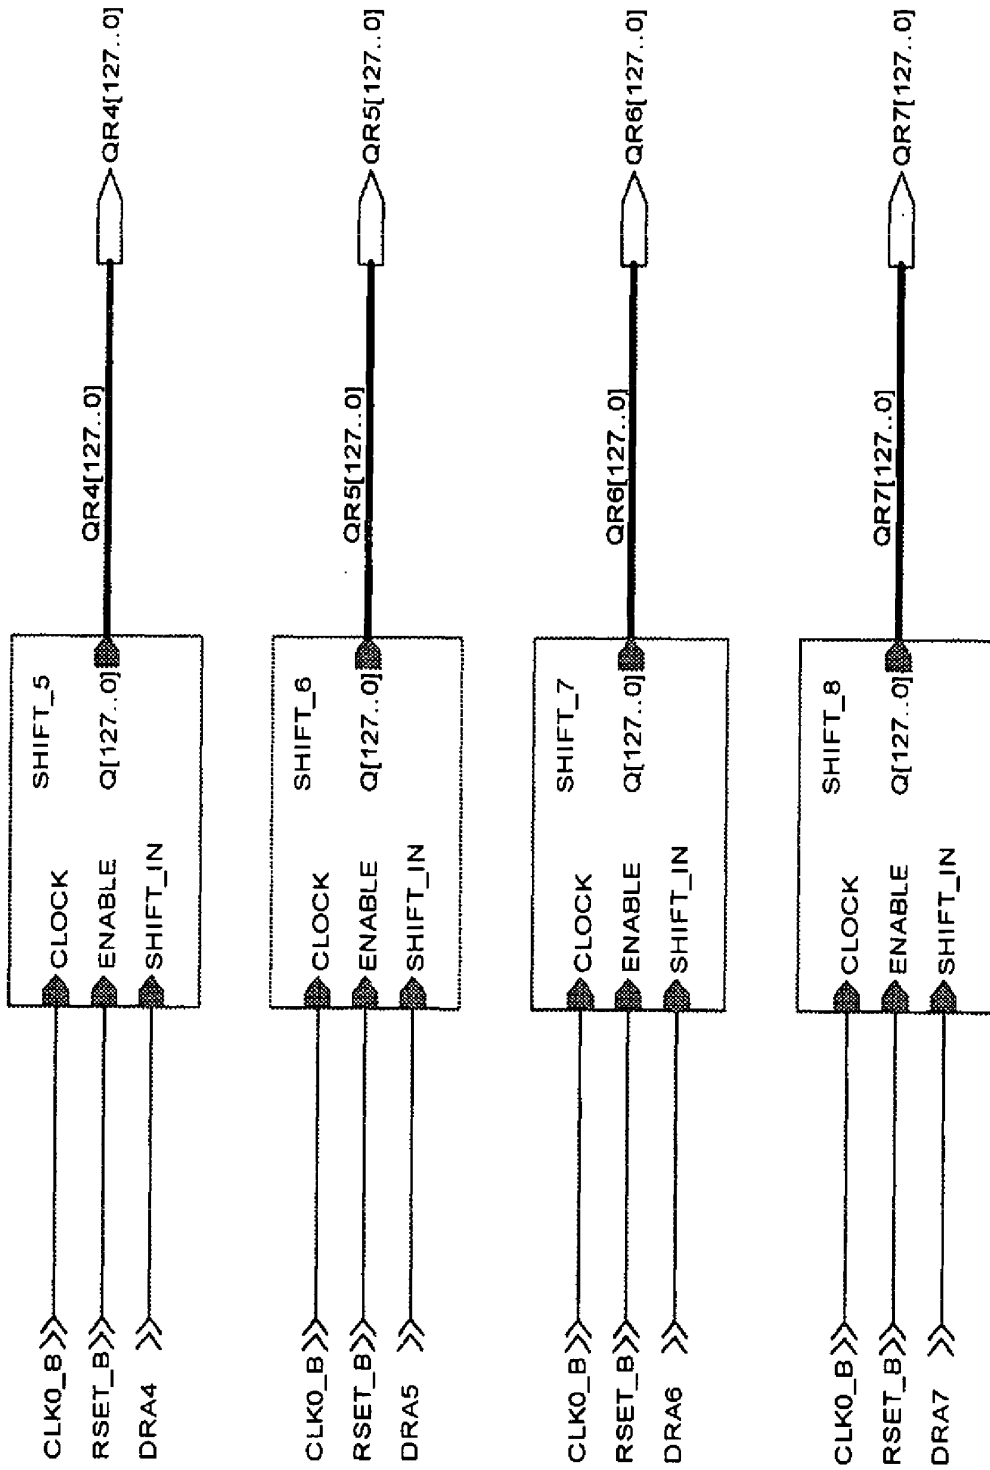 SHIFT_5
CLK0_B CLOCK
RSET_B ENABLE Q[127..0] QR4[127..0] QR4[127..0]
DRA4 SHIFT_IN
SHIFT_6
CLK0_B CLOCK
RSET_B ENABLE Q[127..0] QR5[127..0] QR5[127..0]
DRA5 SHIFT_IN
SHIFT_7
CLK0_B CLOCK
RSET_B ENABLE Q[127..0] QR6[127..0] QR6[127..0]
DRA6 SHIFT_IN
SHIFT_8
CLK0_B CLOCK
RSET_B ENABLE Q[127..0] QR7[127..0] QR7[127..0]
DRA7 SHIFT_IN